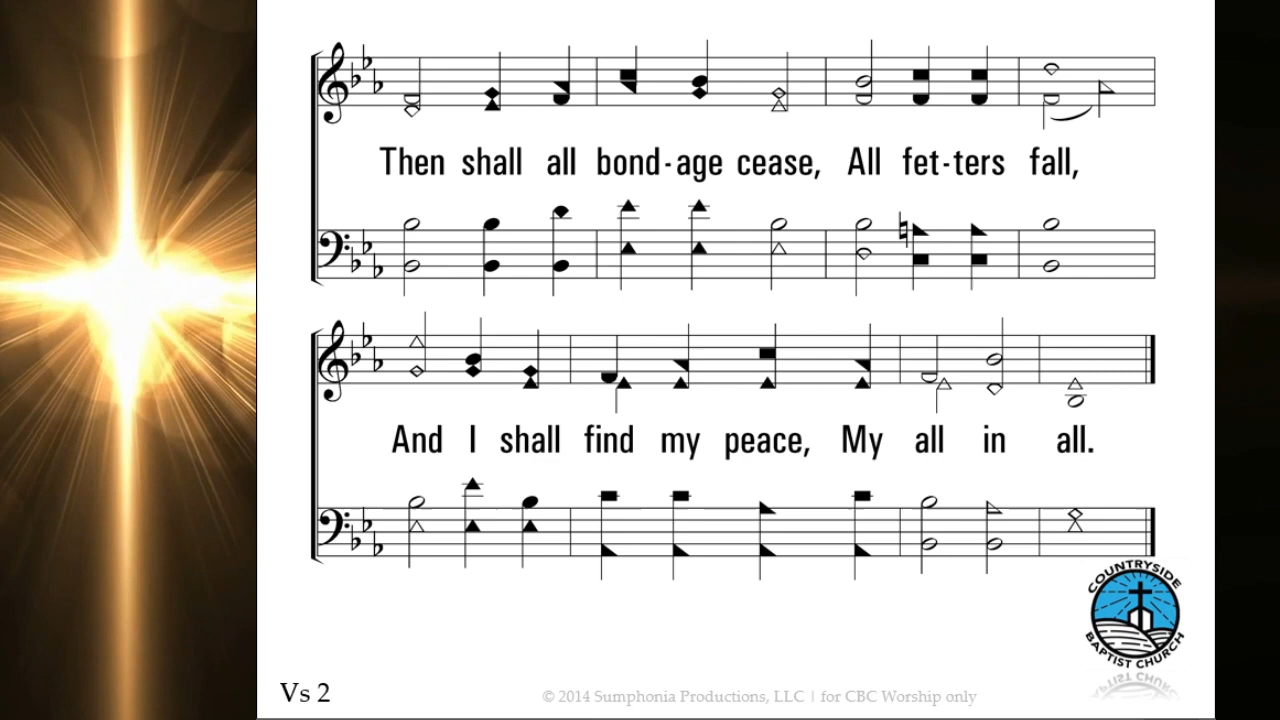 Then shall all bond-age cease, All fet-ters fall,
And I shall find my peace, My all in all.
COUNTRYSIDE
BAPTIST CHURCH
Vs 2
© 2014 Sumphonia Productions, LLC | for CBC Worship only